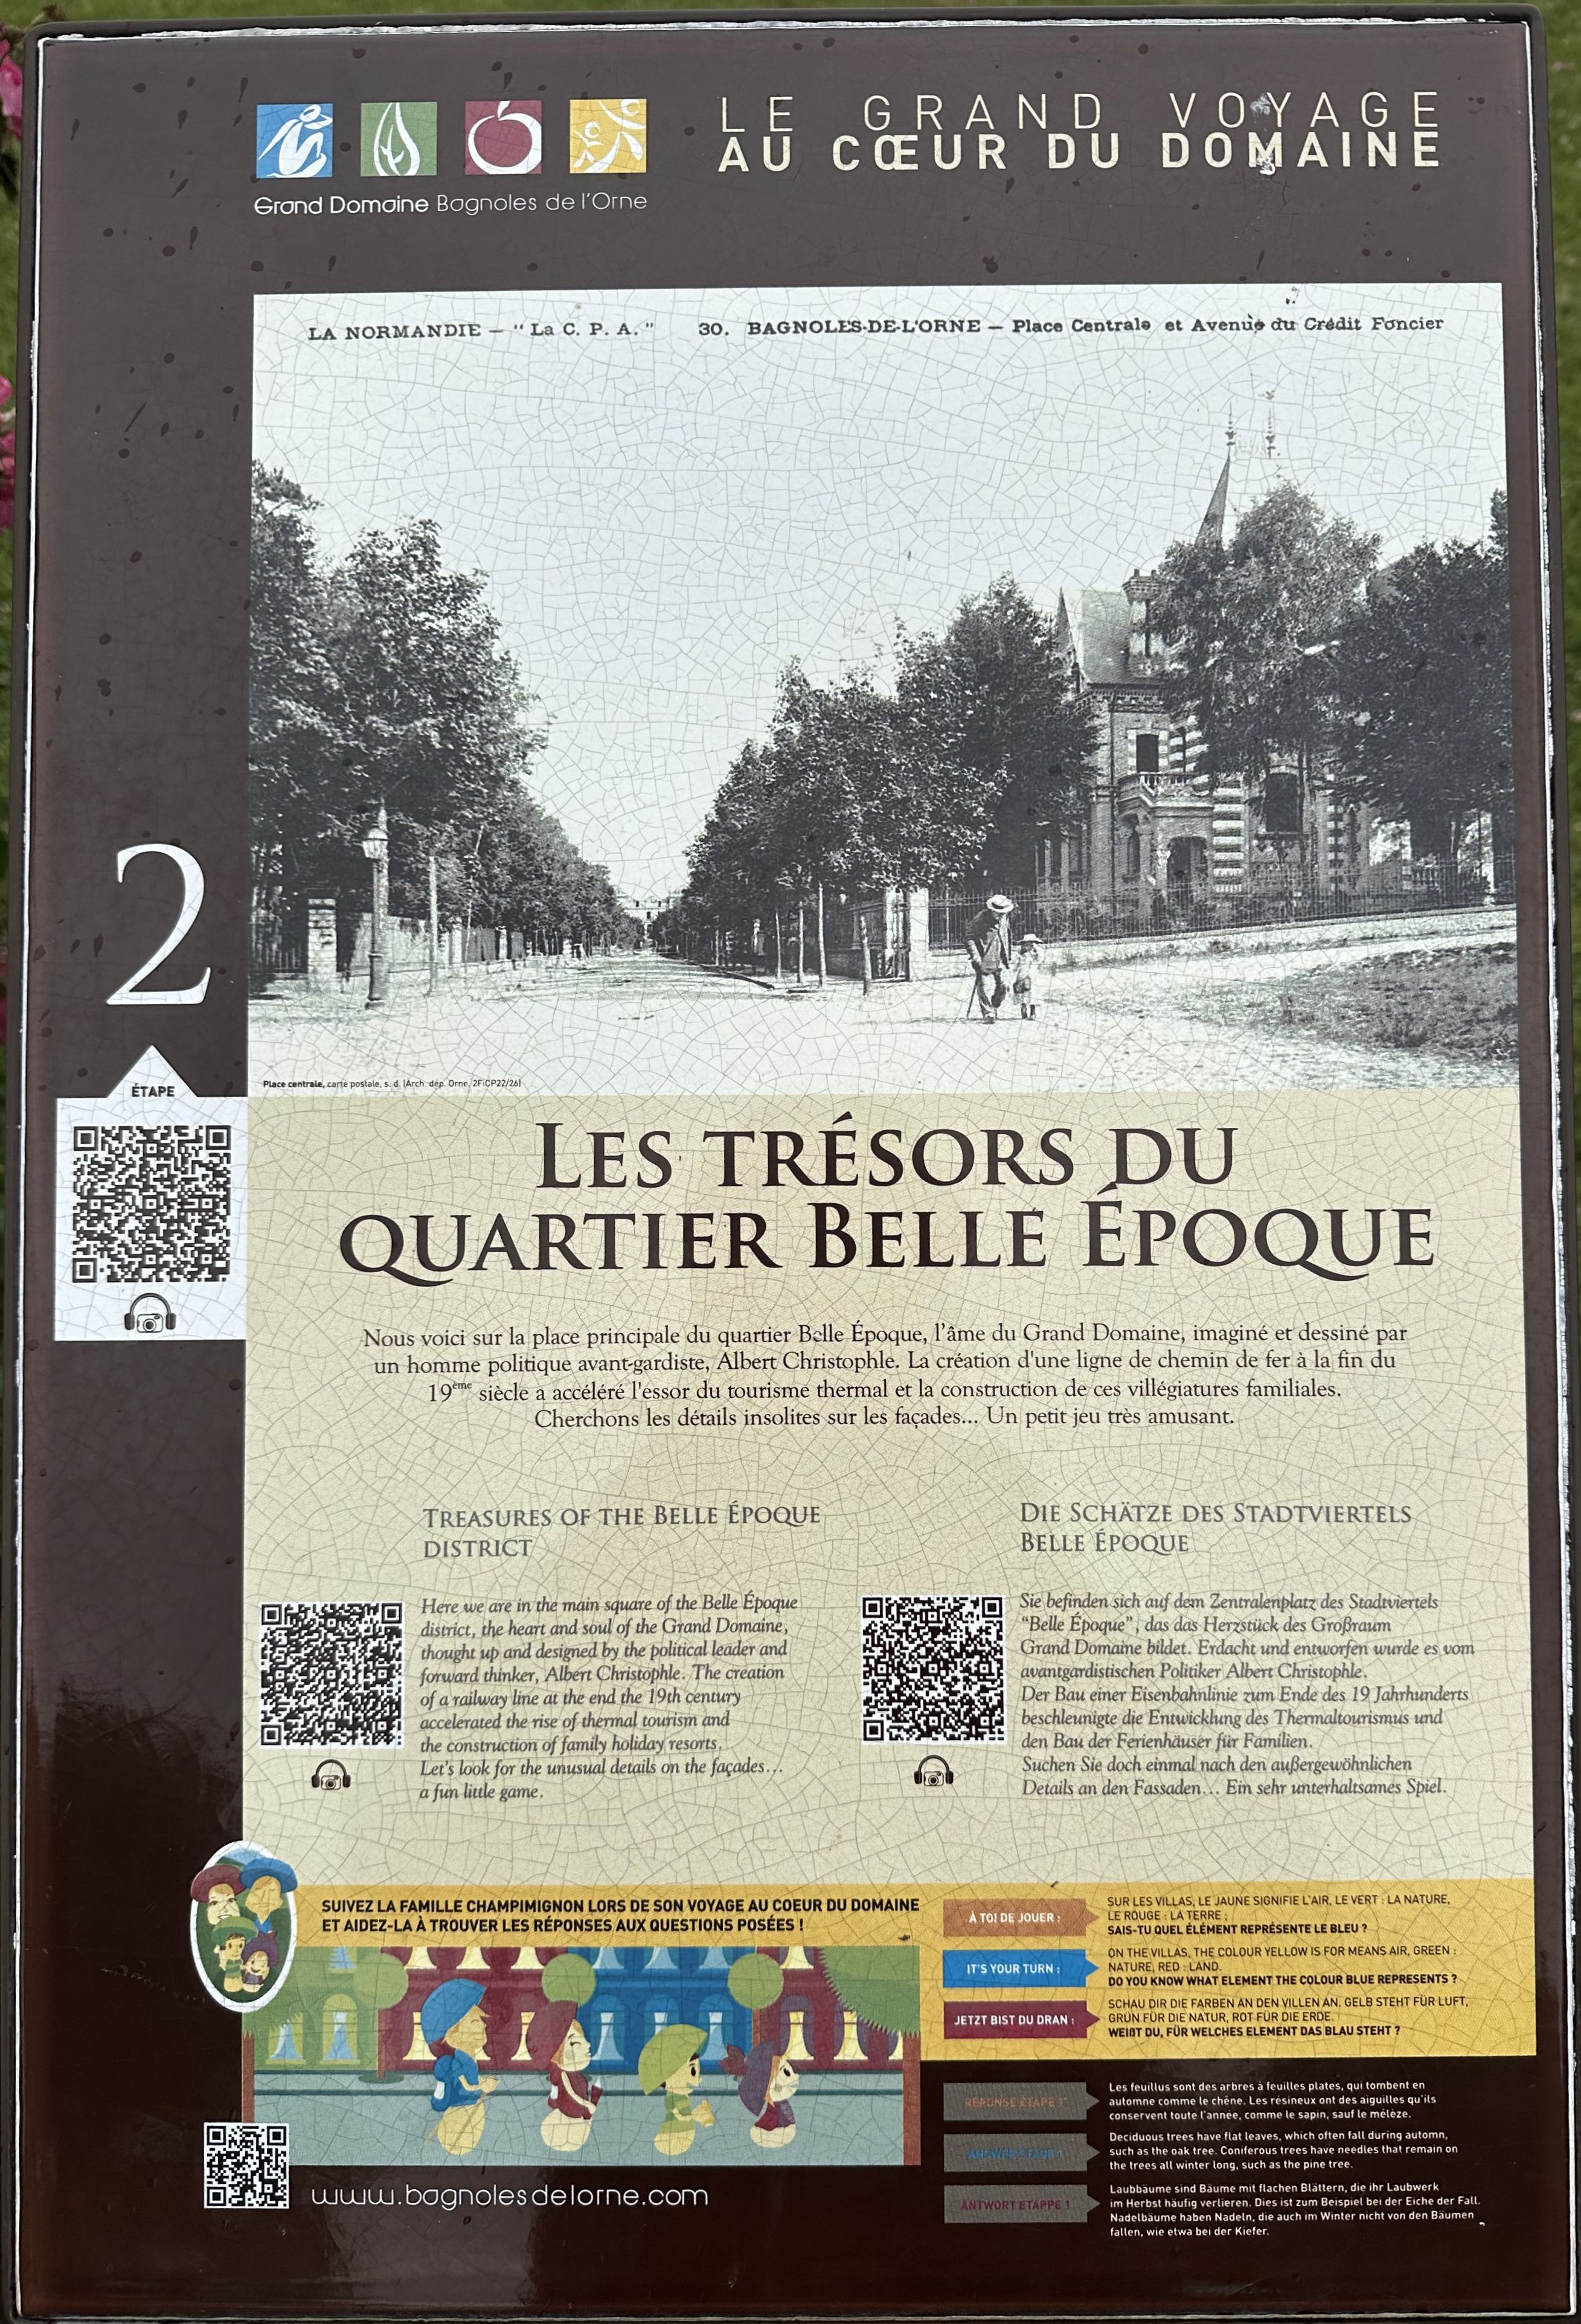 LE GRAND VOYAGE
AU CŒUR DU DOMAINE
Grand Domaine Bagnoles de l'Orne
LA NORMANDIE — "La C. P. A." 30. BAGNOLES-DE-L'ORNE — Place Centrale et Avenue du Crédit Foncier
Place centrale, carte postale, s. d. (Arch. dép. Orne, 2FiCP22/26)
2
ÉTAPE
LES TRÉSORS DU
QUARTIER BELLE ÉPOQUE
Nous voici sur la place principale du quartier Belle Époque, l'âme du Grand Domaine, imaginé et dessiné par
un homme politique avant-gardiste, Albert Christophle. La création d'une ligne de chemin de fer à la fin du
19ème siècle a accéléré l'essor du tourisme thermal et la construction de ces villégiatures familiales.
Cherchons les détails insolites sur les façades... Un petit jeu très amusant.
TREASURES OF THE BELLE ÉPOQUE
DISTRICT
Here we are in the main square of the Belle Époque
district, the heart and soul of the Grand Domaine,
thought up and designed by the political leader and
forward thinker, Albert Christophle. The creation
of a railway line at the end the 19th century
accelerated the rise of thermal tourism and
the construction of family holiday resorts.
Let's look for the unusual details on the façades...
a fun little game.
DIE SCHÄTZE DES STADTVIERTELS
BELLE ÉPOQUE
Sie befinden sich auf dem Zentralenplatz des Stadtviertels
"Belle Époque", das das Herzstück des Großraum
Grand Domaine bildet. Erdacht und entworfen wurde es vom
avantgardistischen Politiker Albert Christophle.
Der Bau einer Eisenbahnlinie zum Ende des 19 Jahrhunderts
beschleunigte die Entwicklung des Thermaltourismus und
den Bau der Ferienhäuser für Familien.
Suchen Sie doch einmal nach den außergewöhnlichen
Details an den Fassaden... Ein sehr unterhaltsames Spiel.
SUIVEZ LA FAMILLE CHAMPIMIGNON LORS DE SON VOYAGE AU COEUR DU DOMAINE
ET AIDEZ-LA À TROUVER LES RÉPONSES AUX QUESTIONS POSÉES !
À TOI DE JOUER :
SUR LES VILLAS, LE JAUNE SIGNIFIE L'AIR, LE VERT : LA NATURE,
LE ROUGE : LA TERRE ;
SAIS-TU QUEL ÉLÉMENT REPRÉSENTE LE BLEU ?
IT'S YOUR TURN :
ON THE VILLAS, THE COLOUR YELLOW IS FOR MEANS AIR, GREEN :
NATURE, RED : LAND.
DO YOU KNOW WHAT ELEMENT THE COLOUR BLUE REPRESENTS ?
JETZT BIST DU DRAN :
SCHAU DIR DIE FARBEN AN DEN VILLEN AN. GELB STEHT FÜR LUFT,
GRÜN FÜR DIE NATUR, ROT FÜR DIE ERDE.
WEIßT DU, FÜR WELCHES ELEMENT DAS BLAU STEHT ?
RÉPONSE ÉTAPE 1
Les feuillus sont des arbres à feuilles plates, qui tombent en
automne comme le chêne. Les résineux ont des aiguilles qu'ils
conservent toute l'année, comme le sapin, sauf le mélèze.
ANSWER STAGE 1
Deciduous trees have flat leaves, which often fall during automn,
such as the oak tree. Coniferous trees have needles that remain on
the trees all winter long, such as the pine tree.
ANTWORT ETAPPE 1
Laubbäume sind Bäume mit flachen Blättern, die ihr Laubwerk
im Herbst häufig verlieren. Dies ist zum Beispiel bei der Eiche der Fall.
Nadelbäume haben Nadeln, die auch im Winter nicht von den Bäumen
fallen, wie etwa bei der Kiefer.
www.bagnolesdelorne.com